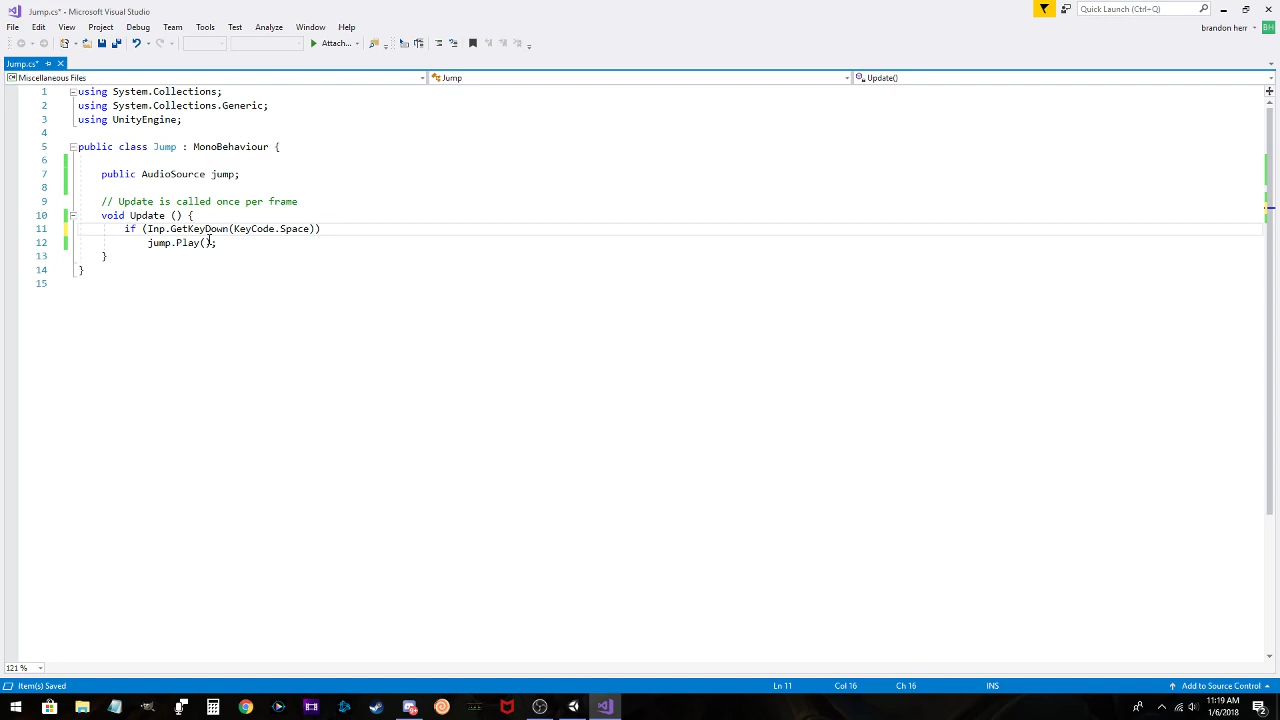 Jump.cs* - Microsoft Visual Studio
Quick Launch (Ctrl+Q)
File Edit View Project Debug Team Tools Test Analyze Window Help
brandon herr BH
Attach...
Jump.cs*
Miscellaneous Files Jump Update()
1 using System.Collections;
2 using System.Collections.Generic;
3 using UnityEngine;
4
5 public class Jump : MonoBehaviour {
6
7 public AudioSource jump;
8
9 // Update is called once per frame
10 void Update () {
11 if (Inp.GetKeyDown(KeyCode.Space))
12 jump.Play();
13 }
14 }
15
121 %
Item(s) Saved Ln 11 Col 16 Ch 16 INS Add to Source Control
11:19 AM
1/6/2018